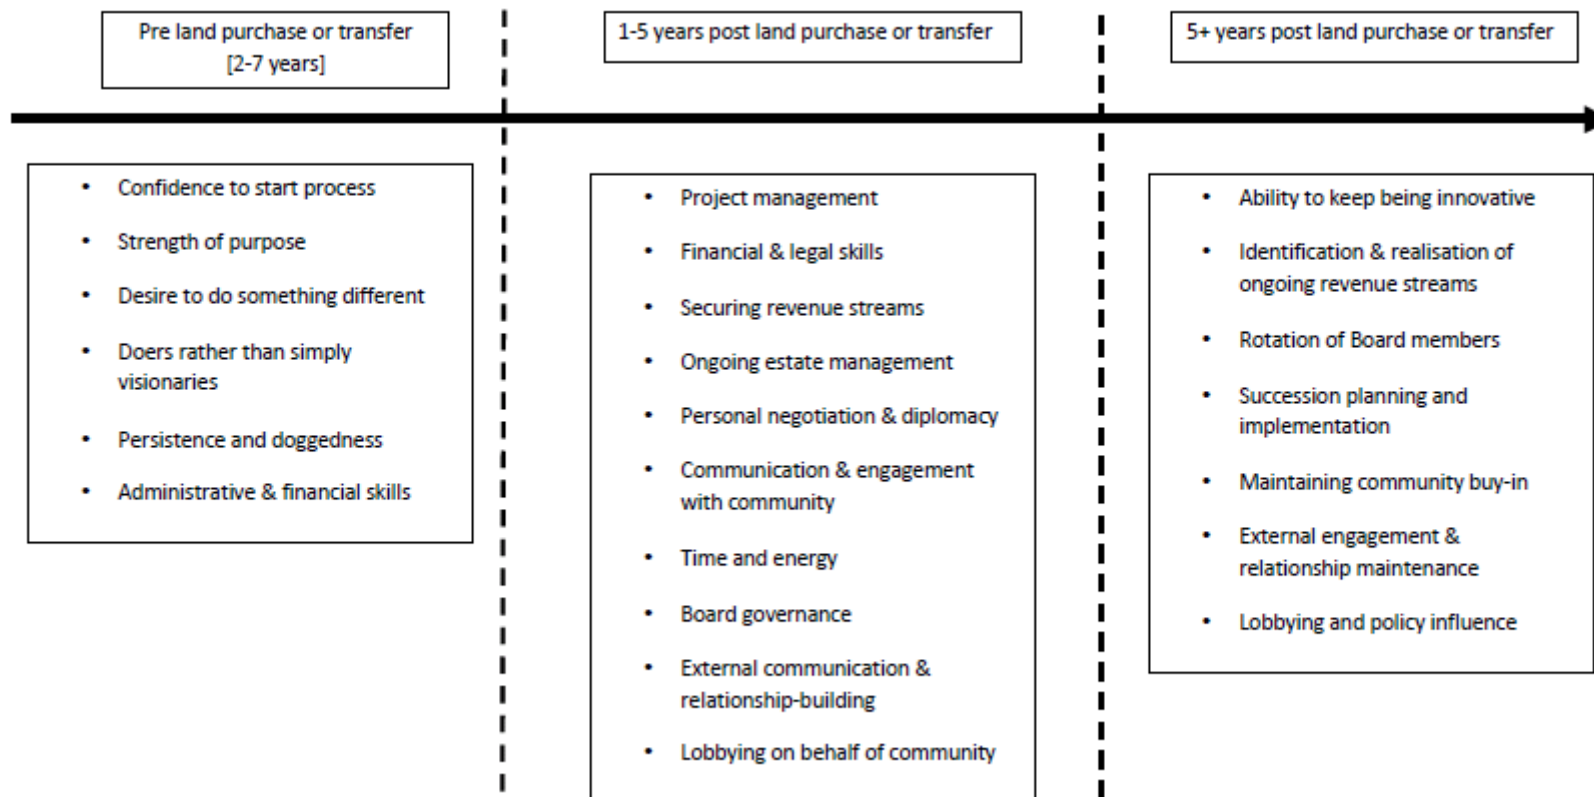 Pre land purchase or transfer
[2-7 years]
1-5 years post land purchase or transfer
5+ years post land purchase or transfer
• Confidence to start process
• Strength of purpose
• Desire to do something different
• Doers rather than simply
visionaries
• Persistence and doggedness
• Administrative & financial skills
• Project management
• Financial & legal skills
• Securing revenue streams
• Ongoing estate management
• Personal negotiation & diplomacy
• Communication & engagement
with community
• Time and energy
• Board governance
• External communication &
relationship-building
• Lobbying on behalf of community
• Ability to keep being innovative
• Identification & realisation of
ongoing revenue streams
• Rotation of Board members
• Succession planning and
implementation
• Maintaining community buy-in
• External engagement &
relationship maintenance
• Lobbying and policy influence